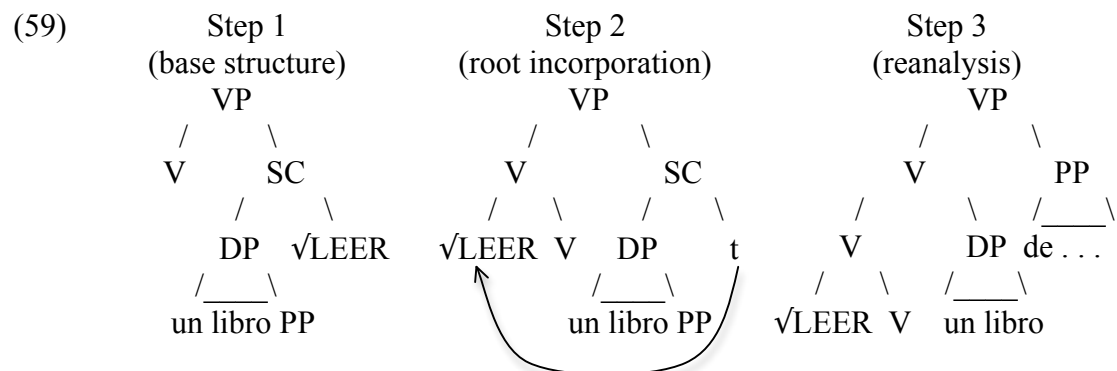 (59) Step 1 Step 2 Step 3
(base structure) (root incorporation) (reanalysis)
VP VP VP
V SC V SC V PP
DP √LEER √LEER V DP t V DP de . . .
un libro PP un libro PP √LEER V un libro